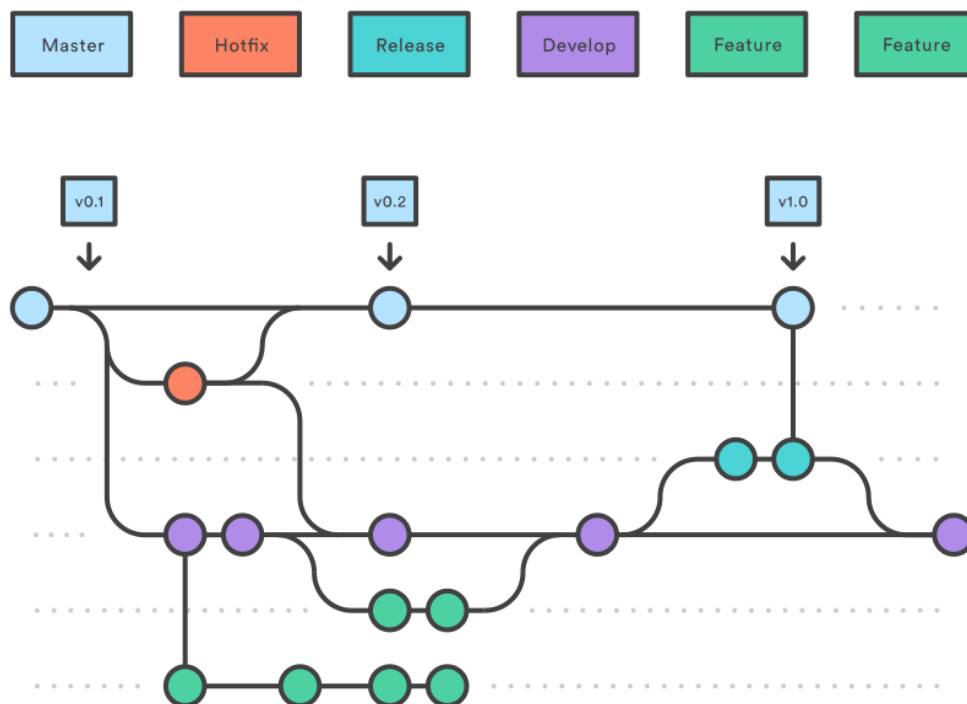 Master
Hotfix
Release
Develop
Feature
Feature
v0.1
v0.2
v1.0